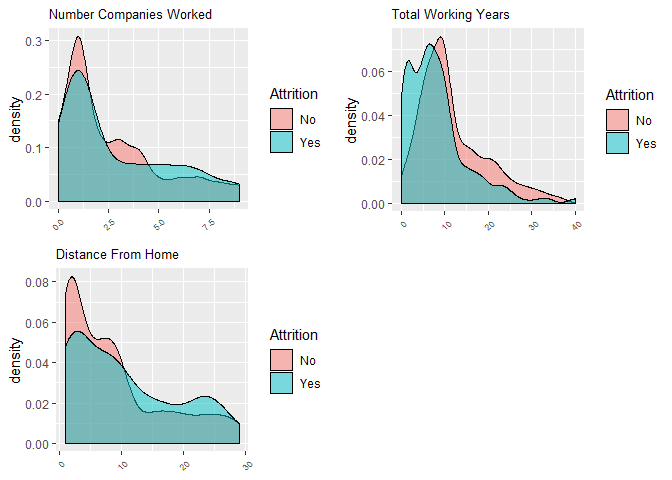 Number Companies Worked
density
0.3
0.2
0.1
0.0
0.0
2.5
5.0
7.5
Attrition
No
Yes
Total Working Years
density
0.06
0.04
0.02
0.00
0
10
20
30
40
Attrition
No
Yes
Distance From Home
density
0.08
0.06
0.04
0.02
0.00
0
10
20
30
Attrition
No
Yes